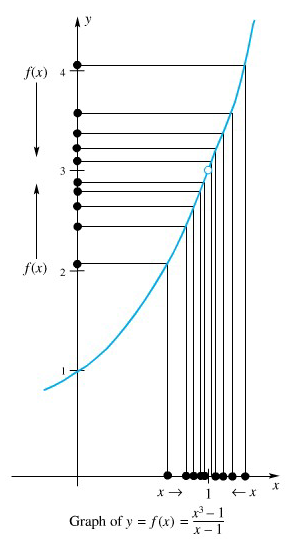 y
f(x)
4
3
f(x)
2
1
x → 1 ← x x
Graph of y = f(x) = x³ – 1 / x – 1